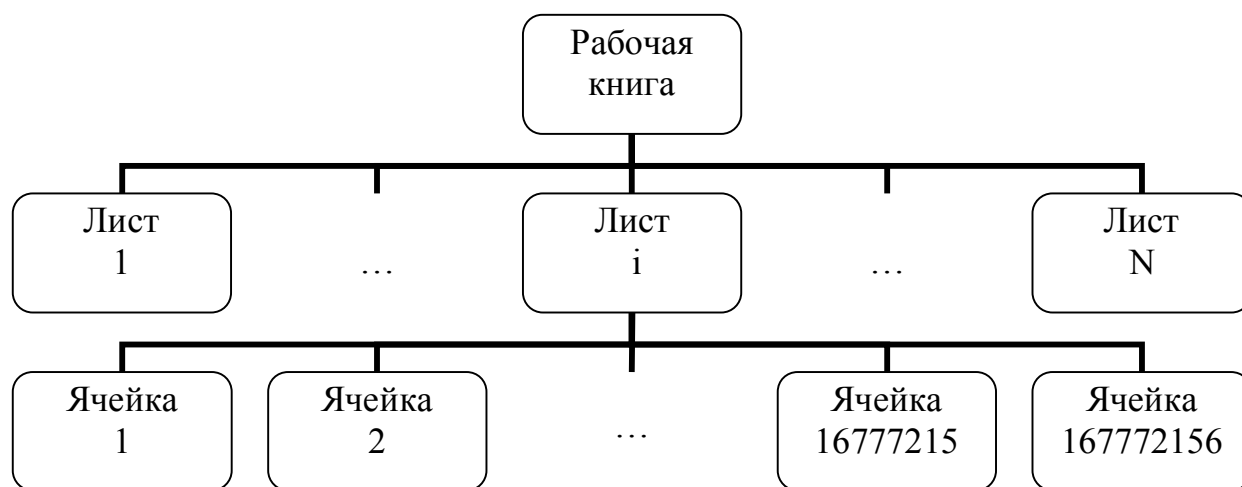 Рабочая
книга
Лист
1
…
Лист
i
…
Лист
N
Ячейка
1
Ячейка
2
…
Ячейка
16777215
Ячейка
167772156